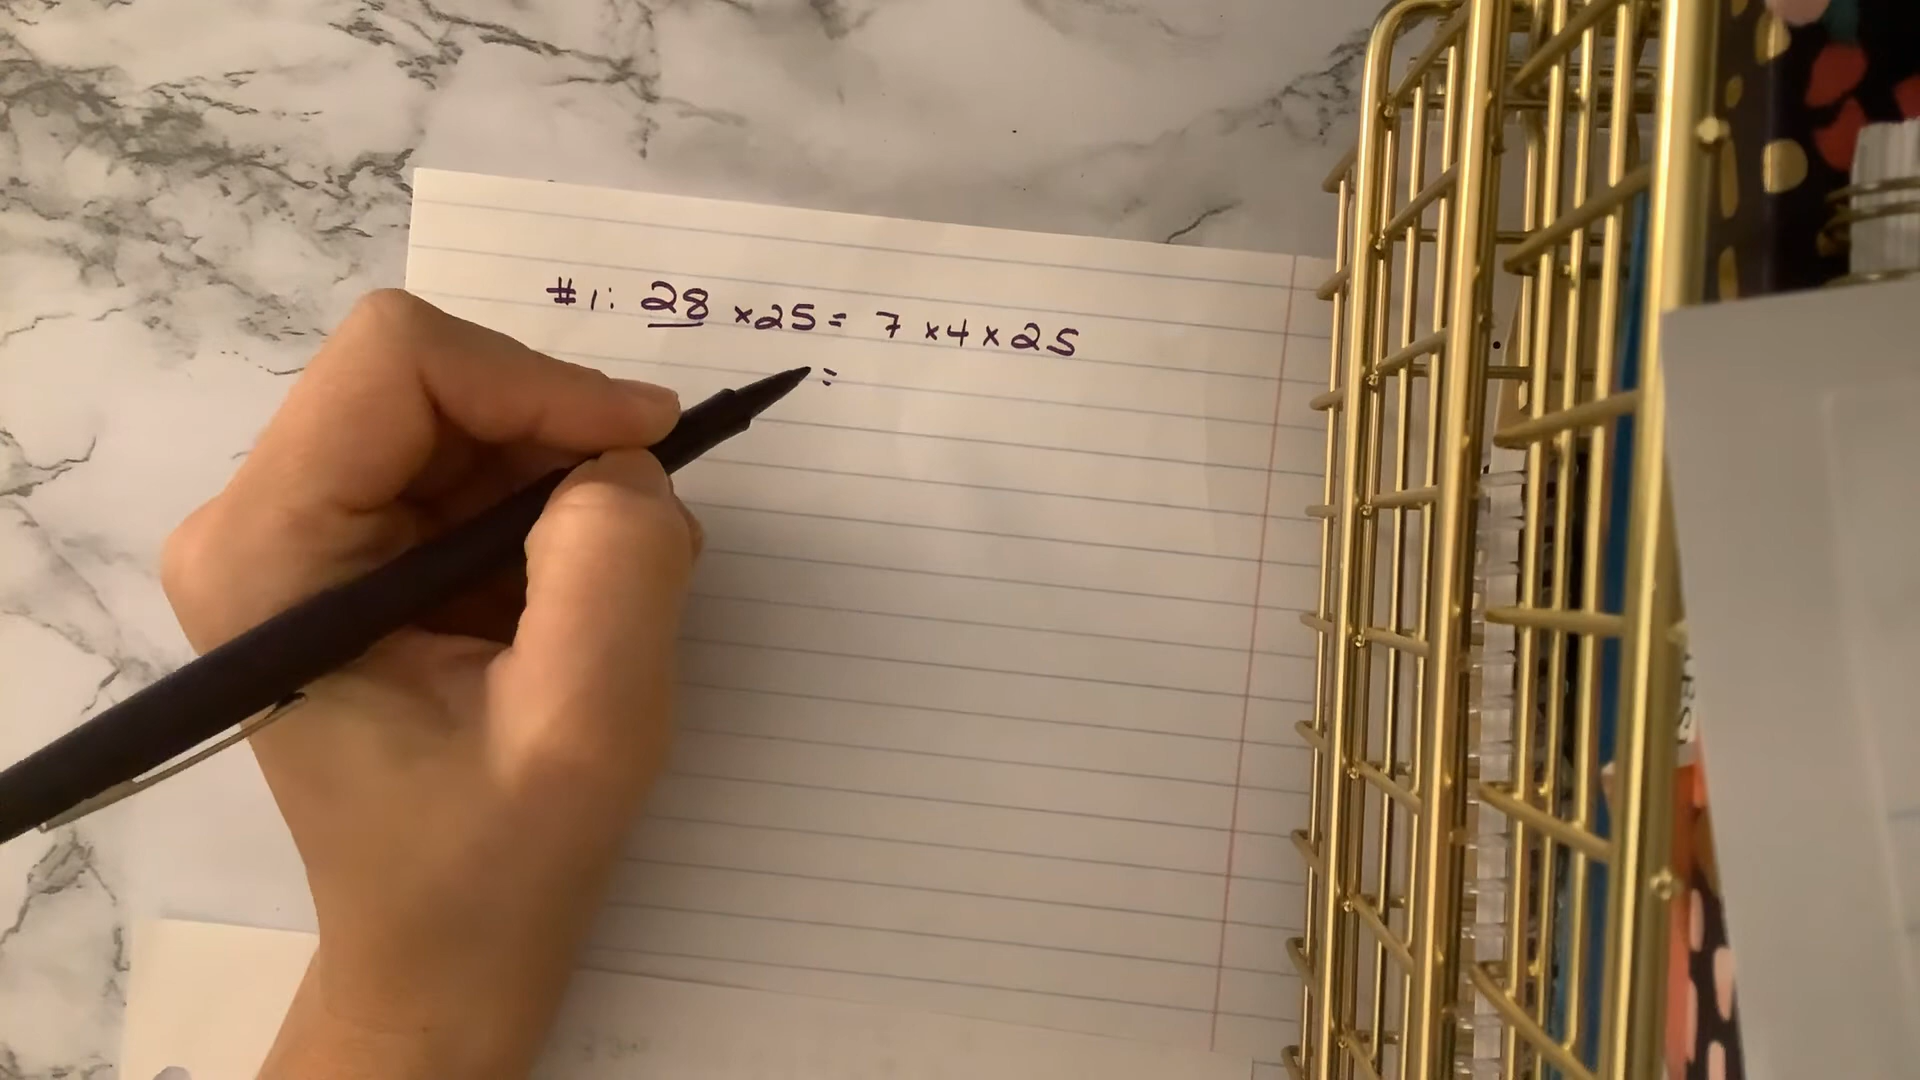 #1: 28 ×25 = 7 ×4 × 25
=